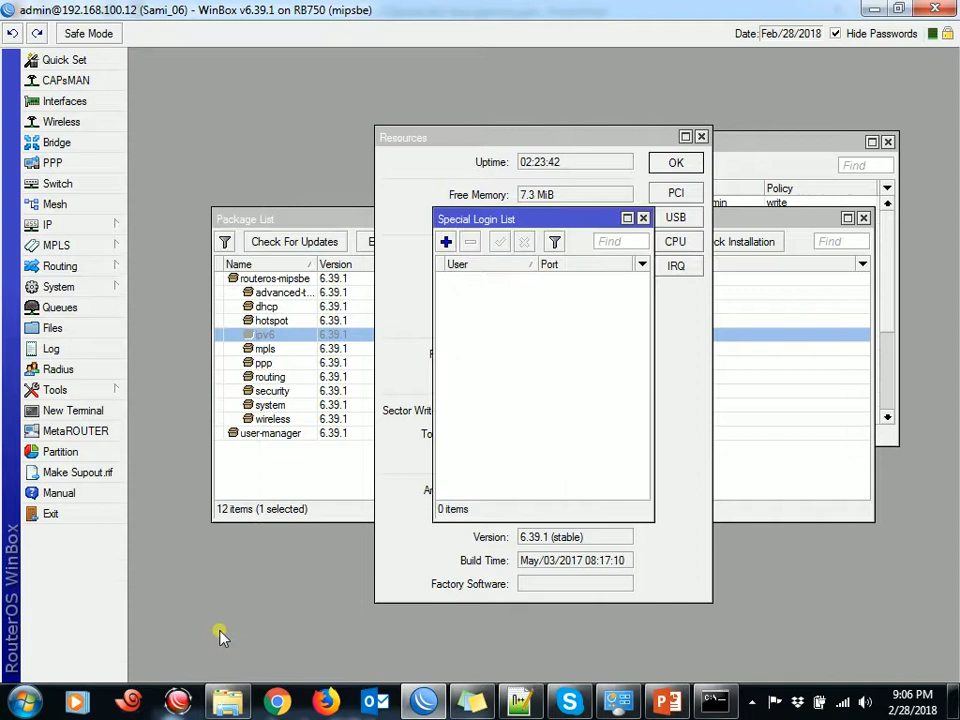 admin@192.168.100.12 (Sami_06) - WinBox v6.39.1 on RB750 (mipsbe)
Safe Mode
Date: Feb/28/2018
Hide Passwords
Quick Set
CAPsMAN
Interfaces
Wireless
Bridge
PPP
Switch
Mesh
IP
MPLS
Routing
System
Queues
Files
Log
Radius
Tools
New Terminal
MetaROUTER
Partition
Make Supout.rif
Manual
Exit
RouterOS WinBox
Resources
Uptime: 02:23:42
Free Memory: 7.3 MiB
OK
PCI
USB
CPU
IRQ
Sector Writ
To
Version: 6.39.1 (stable)
Build Time: May/03/2017 08:17:10
Factory Software:
Find
Policy
write
Package List
Check For Updates
Name Version
routeros-mipsbe 6.39.1
advanced-t... 6.39.1
dhcp 6.39.1
hotspot 6.39.1
ipv6 6.39.1
mpls 6.39.1
ppp 6.39.1
routing 6.39.1
security 6.39.1
system 6.39.1
wireless 6.39.1
user-manager 6.39.1
12 items (1 selected)
ck Installation
Find
Special Login List
Find
User Port
0 items
9:06 PM
2/28/2018